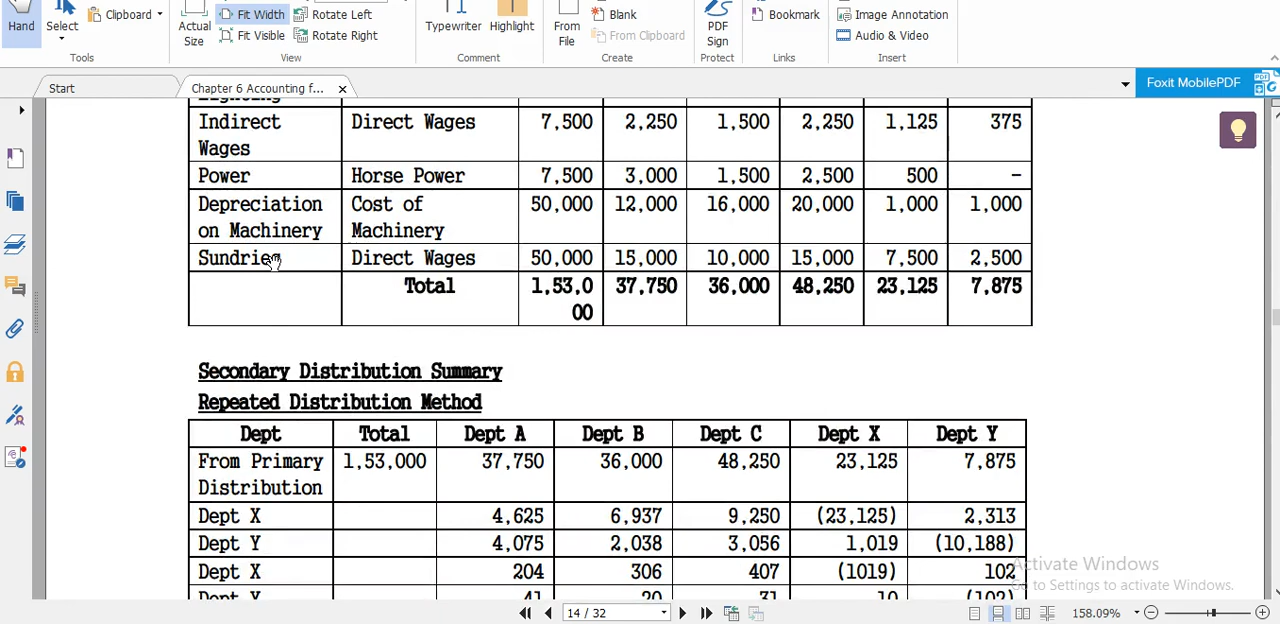 Hand
Select
Clipboard
Actual
Size
Fit Width
Fit Visible
Rotate Left
Rotate Right
Typewriter
Highlight
From
File
Blank
From Clipboard
PDF
Sign
Bookmark
Image Annotation
Audio & Video
Tools
View
Comment
Create
Protect
Links
Insert
Start
Chapter 6 Accounting f...
Foxit MobilePDF
Lighting
Indirect Wages Direct Wages 7,500 2,250 1,500 2,250 1,125 375
Power Horse Power 7,500 3,000 1,500 2,500 500 -
Depreciation on Machinery Cost of Machinery 50,000 12,000 16,000 20,000 1,000 1,000
Sundries Direct Wages 50,000 15,000 10,000 15,000 7,500 2,500
Total 1,53,000 37,750 36,000 48,250 23,125 7,875
Secondary Distribution Summary
Repeated Distribution Method
Dept Total Dept A Dept B Dept C Dept X Dept Y
From Primary Distribution 1,53,000 37,750 36,000 48,250 23,125 7,875
Dept X 4,625 6,937 9,250 (23,125) 2,313
Dept Y 4,075 2,038 3,056 1,019 (10,188)
Dept X 204 306 407 (1019) 102
Dept Y 41 20 31 10 (102)
Activate Windows
Go to Settings to activate Windows.
14 / 32
158.09%